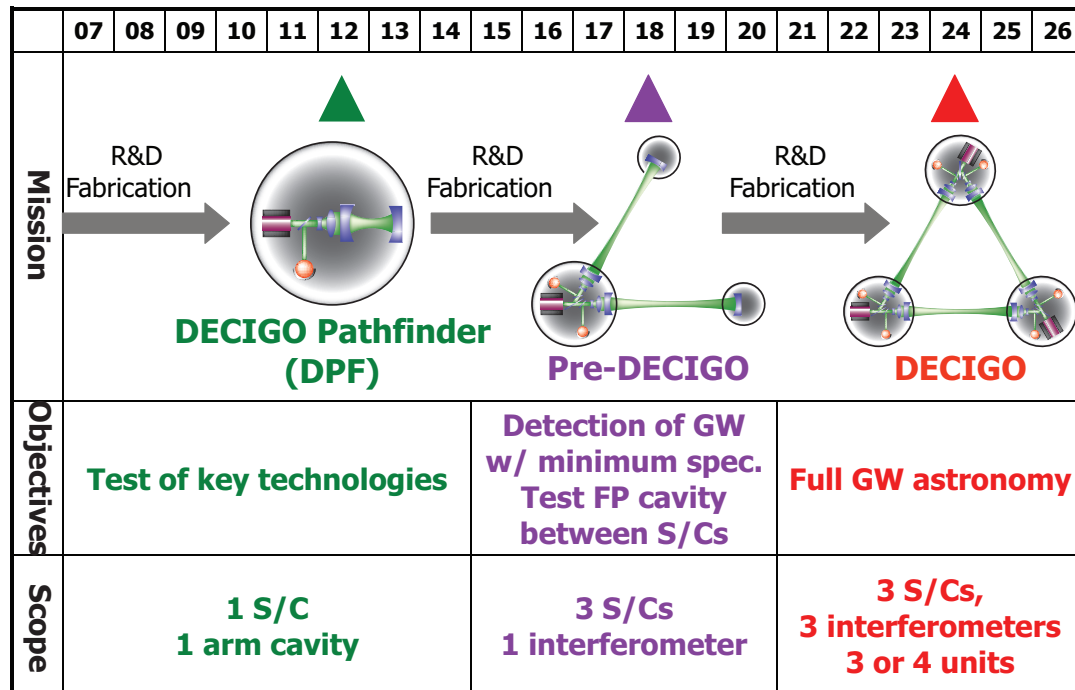 07 08 09 10 11 12 13 14 15 16 17 18 19 20 21 22 23 24 25 26
Mission
R&D
Fabrication
R&D
Fabrication
R&D
Fabrication
DECIGO Pathfinder
(DPF)
Pre-DECIGO
DECIGO
Objectives
Test of key technologies
Detection of GW
w/ minimum spec.
Test FP cavity
between S/Cs
Full GW astronomy
Scope
1 S/C
1 arm cavity
3 S/Cs
1 interferometer
3 S/Cs,
3 interferometers
3 or 4 units